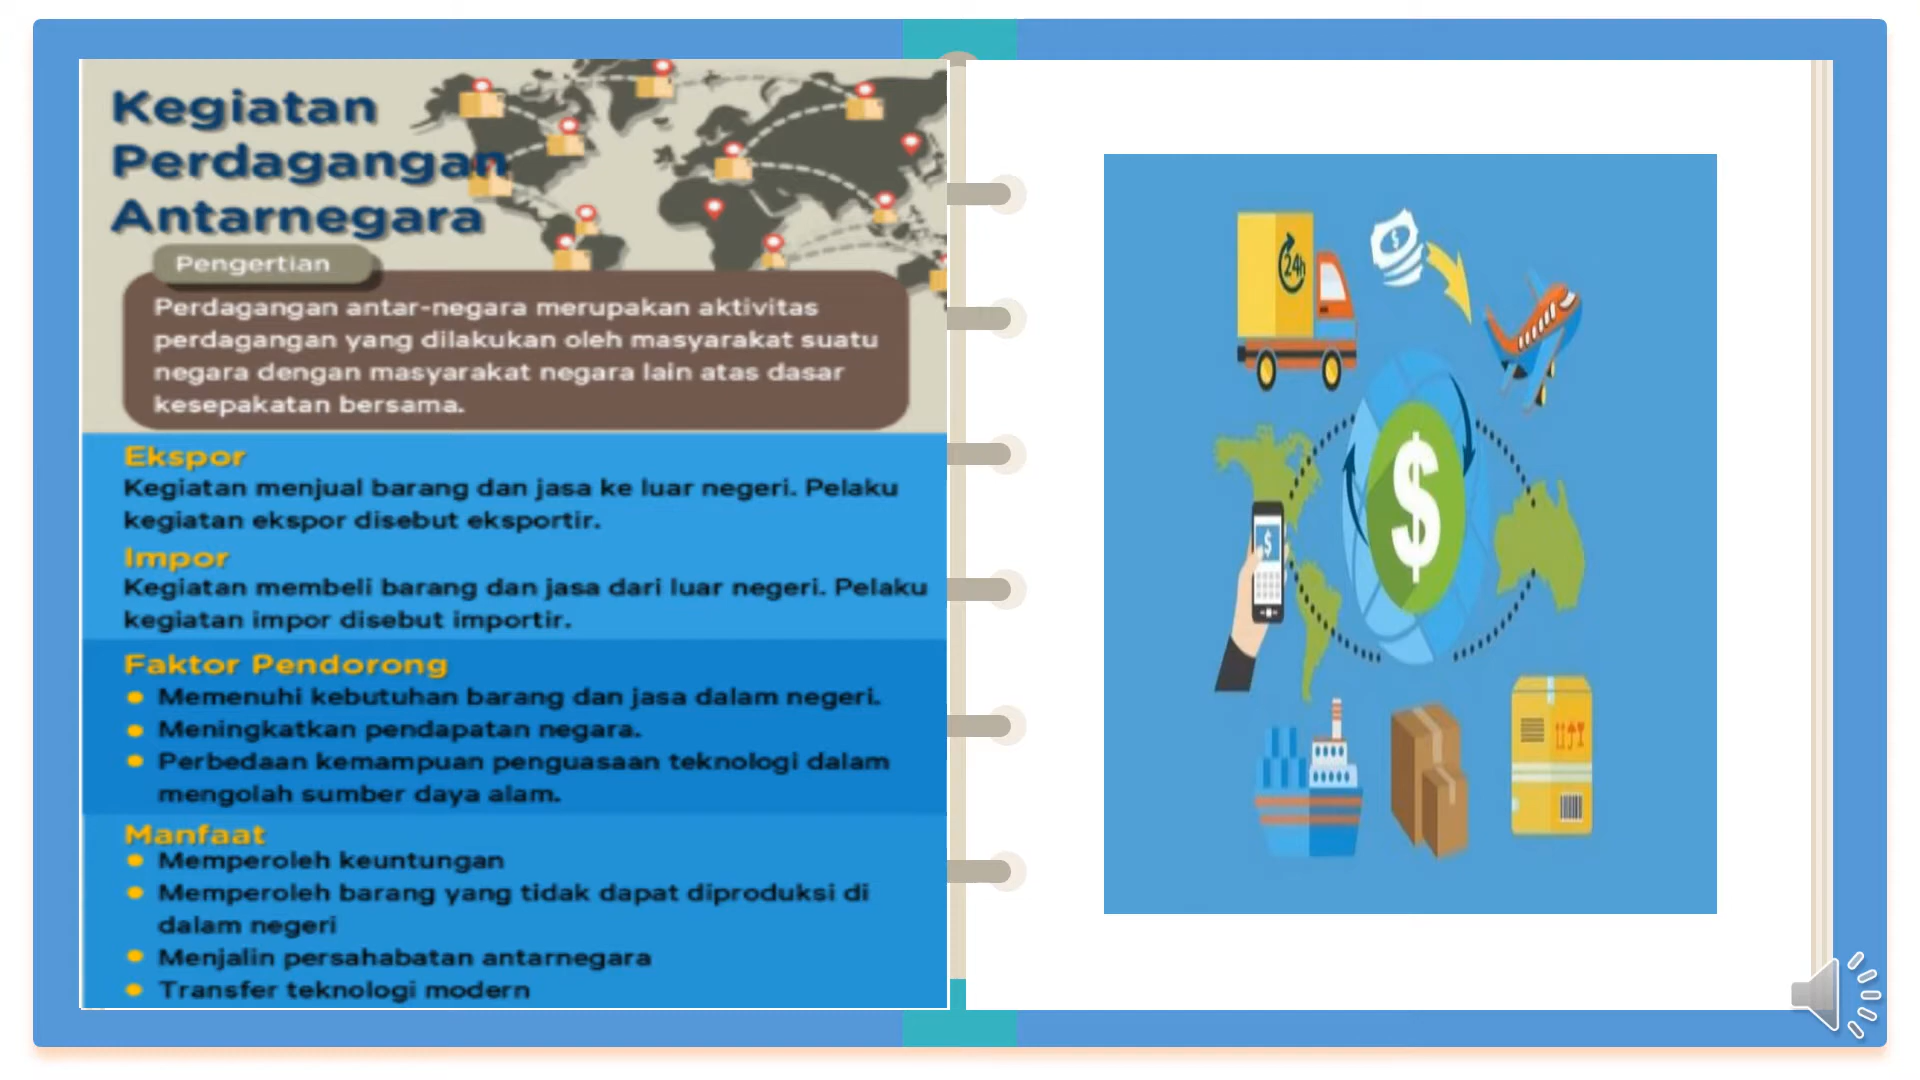 Kegiatan
Perdagangan
Antarnegara
Pengertian
Perdagangan antar-negara merupakan aktivitas
perdagangan yang dilakukan oleh masyarakat suatu
negara dengan masyarakat negara lain atas dasar
kesepakatan bersama.
Ekspor
Kegiatan menjual barang dan jasa ke luar negeri. Pelaku
kegiatan ekspor disebut eksportir.
Impor
Kegiatan membeli barang dan jasa dari luar negeri. Pelaku
kegiatan impor disebut importir.
Faktor Pendorong
Memenuhi kebutuhan barang dan jasa dalam negeri.
Meningkatkan pendapatan negara.
Perbedaan kemampuan penguasaan teknologi dalam
mengolah sumber daya alam.
Manfaat
Memperoleh keuntungan
Memperoleh barang yang tidak dapat diproduksi di
dalam negeri
Menjalin persahabatan antarnegara
Transfer teknologi modern
24h
$
$
$